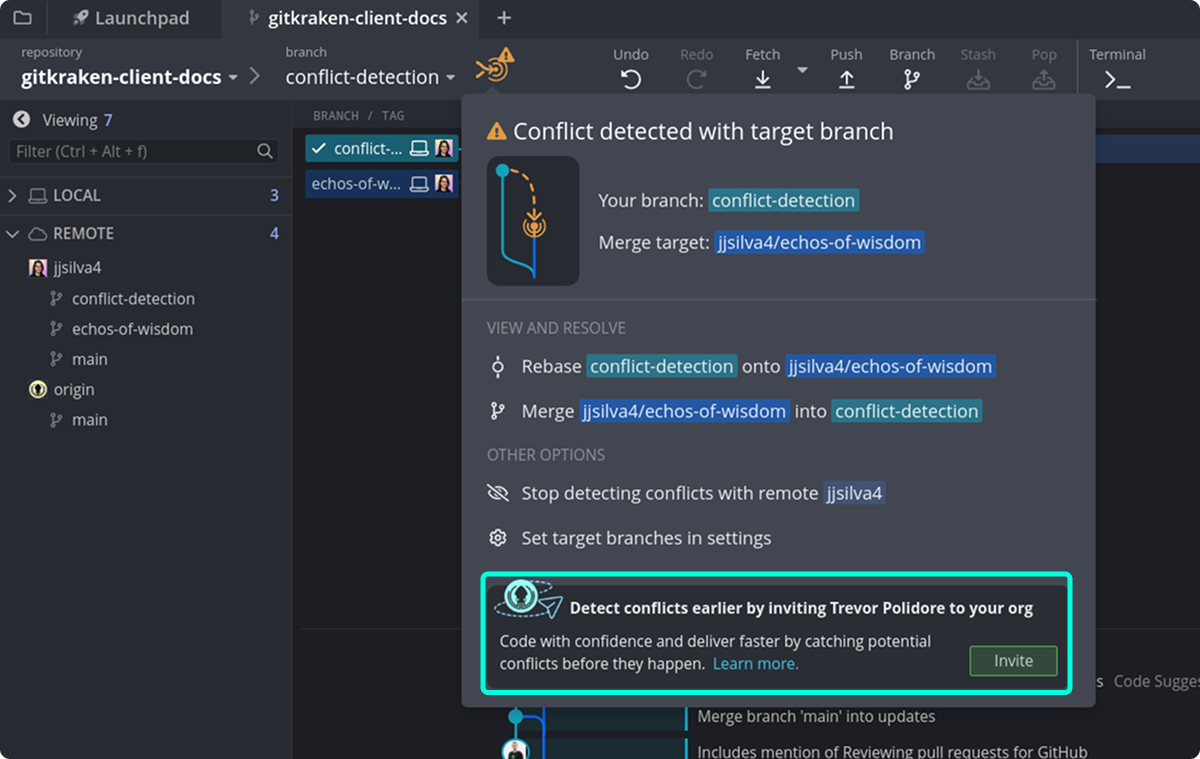 Launchpad
gitkraken-client-docs
repository
gitkraken-client-docs
branch
conflict-detection
Undo
Redo
Fetch
Push
Branch
Stash
Pop
Terminal
Viewing 7
Filter (Ctrl + Alt + f)
LOCAL 3
REMOTE 4
jjsilva4
conflict-detection
echos-of-wisdom
main
origin
main
BRANCH / TAG
conflict-...
echos-of-w...
Conflict detected with target branch
Your branch: conflict-detection
Merge target: jjsilva4/echos-of-wisdom
VIEW AND RESOLVE
Rebase conflict-detection onto jjsilva4/echos-of-wisdom
Merge jjsilva4/echos-of-wisdom into conflict-detection
OTHER OPTIONS
Stop detecting conflicts with remote jjsilva4
Set target branches in settings
Detect conflicts earlier by inviting Trevor Polidore to your org
Code with confidence and deliver faster by catching potential
conflicts before they happen. Learn more.
Invite
s Code Sugges
Merge branch 'main' into updates
Includes mention of Reviewing pull requests for GitHub